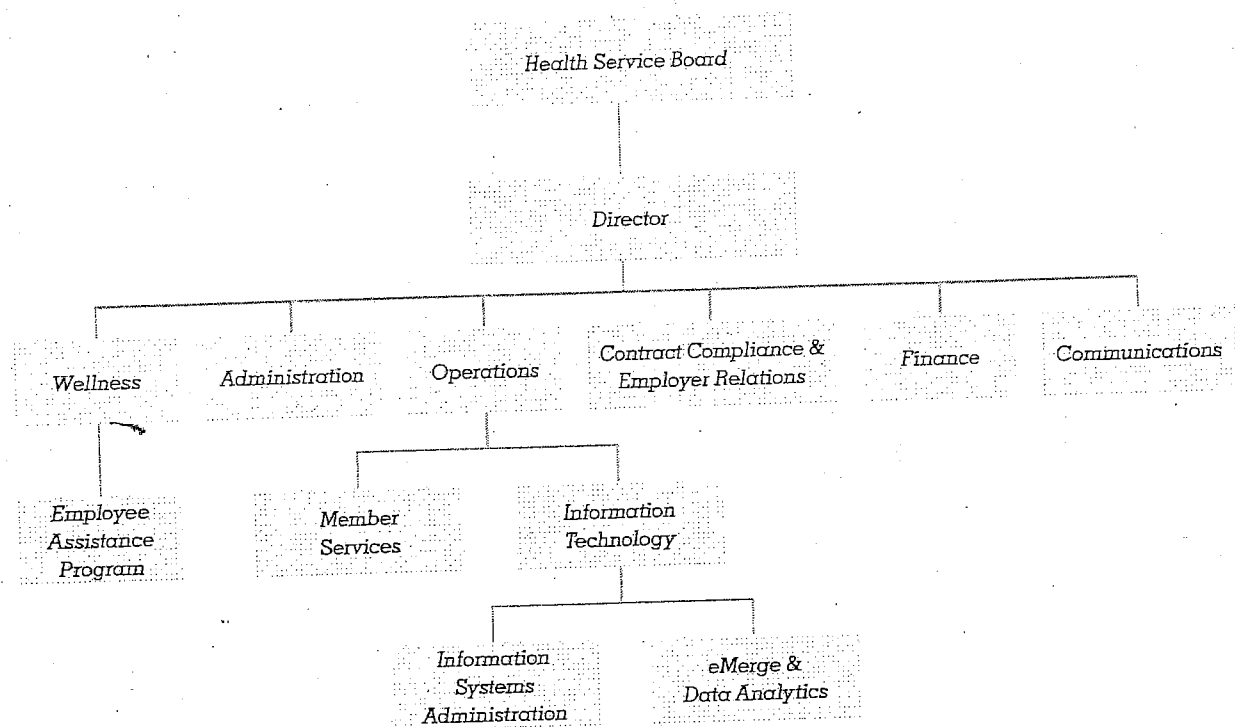 Health Service Board
Director
Wellness
Administration
Operations
Contract Compliance &
Employer Relations
Finance
Communications
Employee
Assistance
Program
Member
Services
Information
Technology
Information
Systems
Administration
eMerge &
Data Analytics